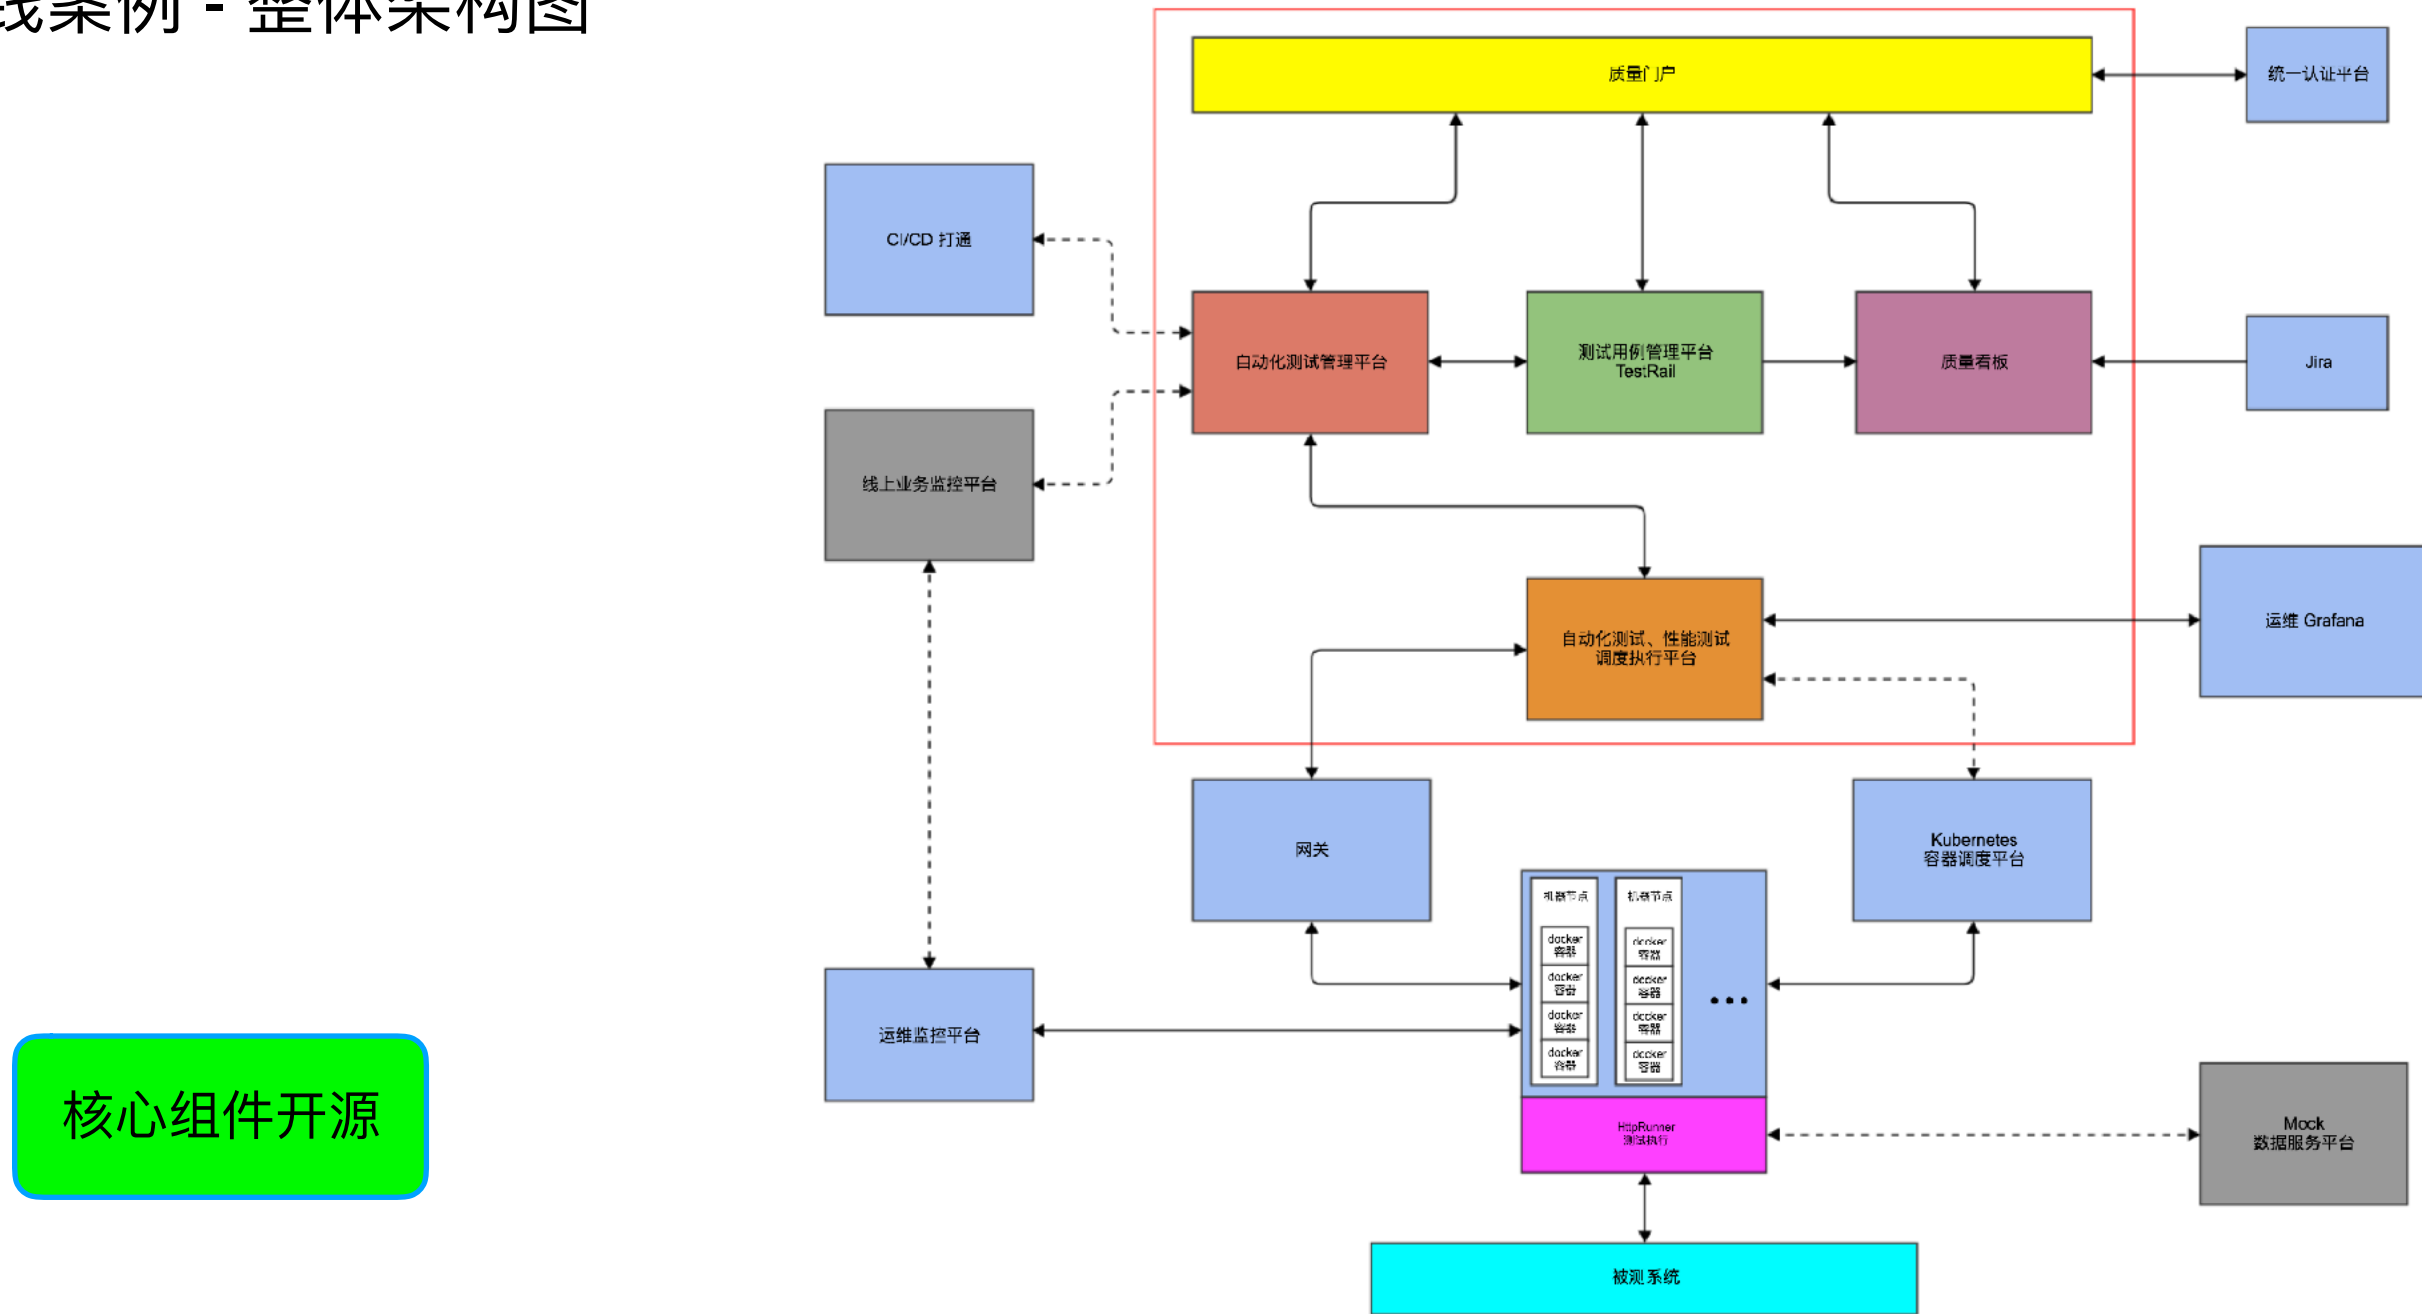 线案例 - 整体架构图
质量门户
统一认证平台
CI/CD 打通
自动化测试管理平台
测试用例管理平台
TestRail
质量看板
Jira
线上业务监控平台
自动化测试、性能测试
调度执行平台
运维 Grafana
网关
Kubernetes
容器调度平台
机器节点
docker
容器
docker
容器
docker
容器
docker
容器
机器节点
docker
容器
docker
容器
docker
容器
docker
容器
•••
运维监控平台
HttpRunner
测试执行
Mock
数据服务平台
核心组件开源
被测系统